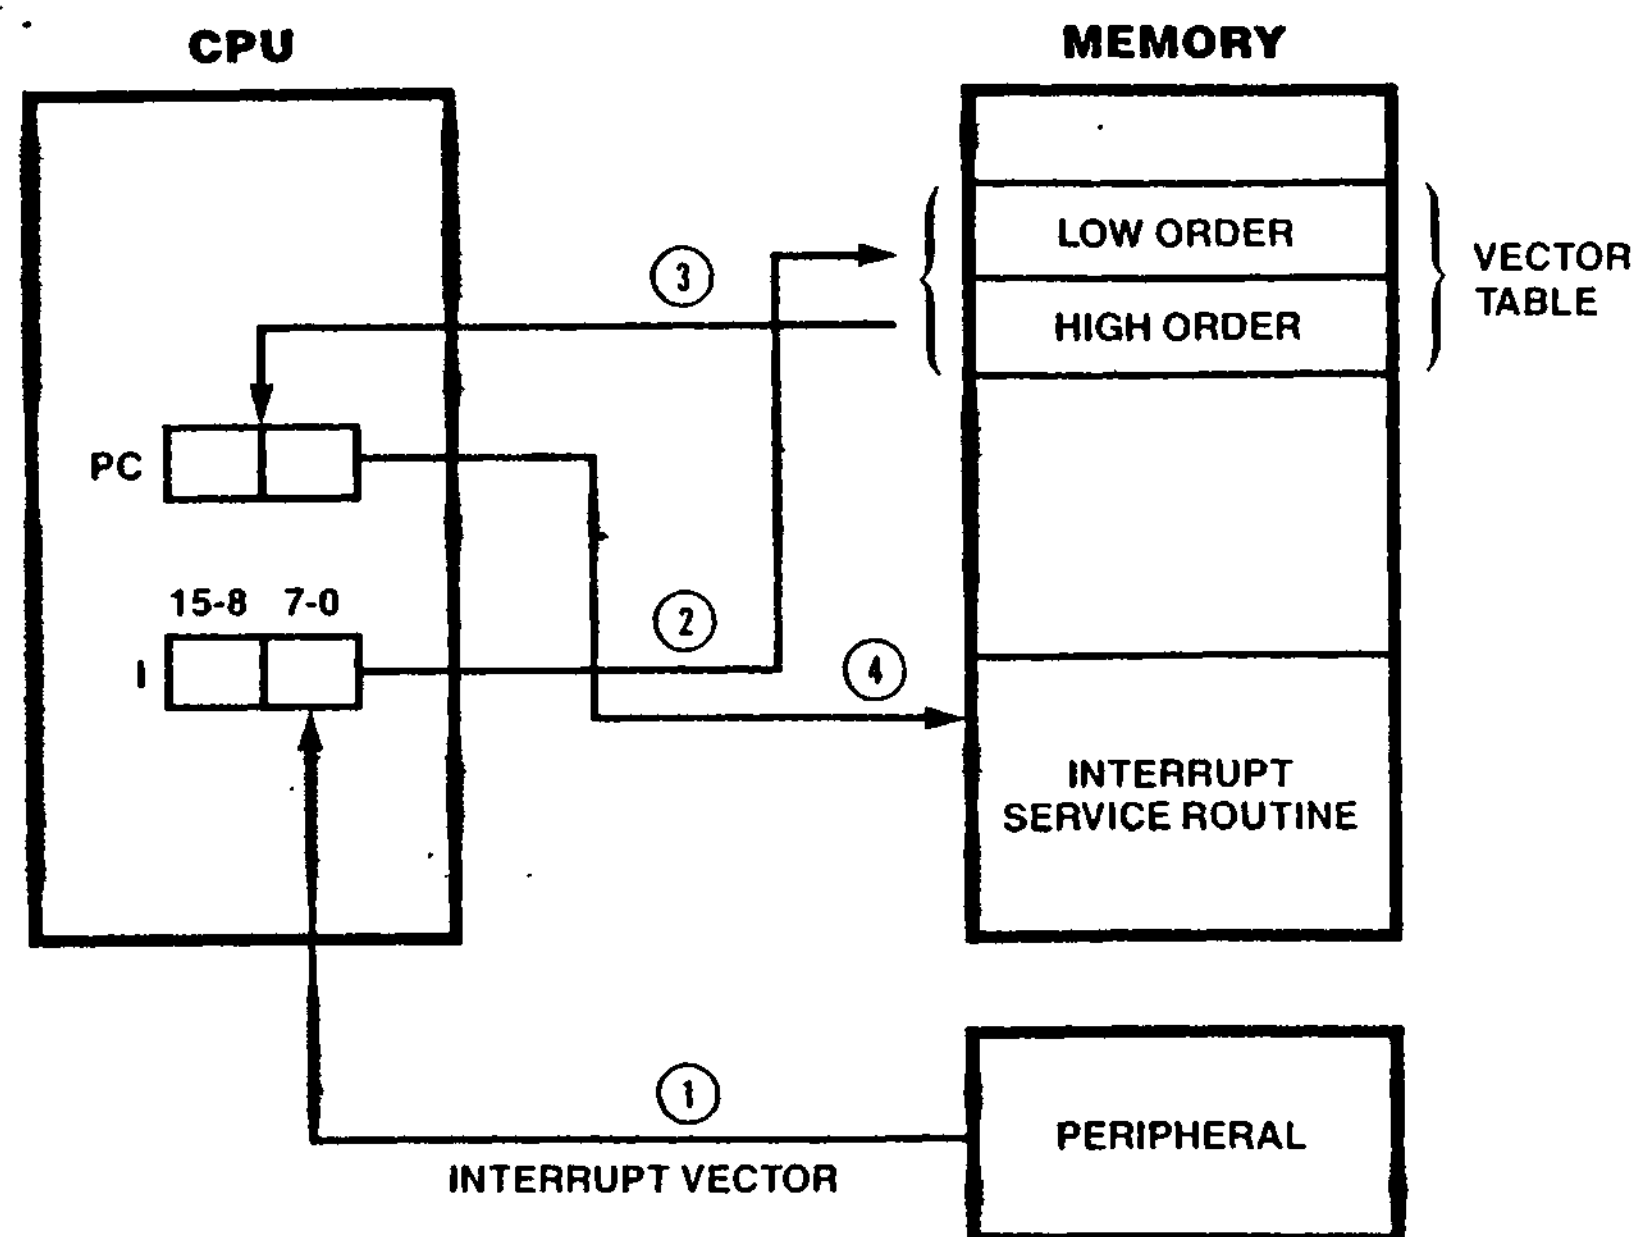 CPU
MEMORY
LOW ORDER
HIGH ORDER
VECTOR
TABLE
3
PC
15-8 7-0
I
2
4
INTERRUPT
SERVICE ROUTINE
1
INTERRUPT VECTOR
PERIPHERAL